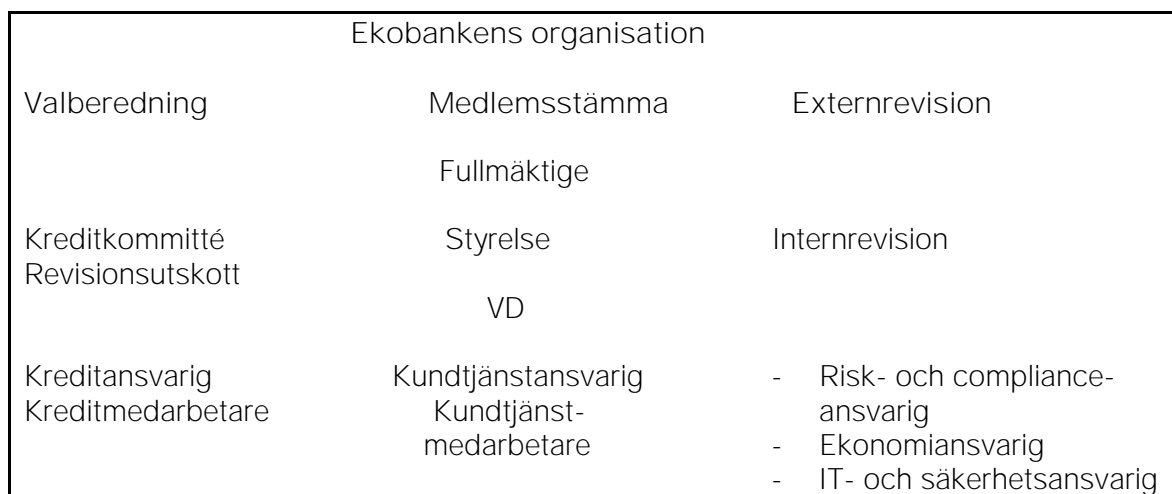 Ekobankens organisation
Valberedning Medlemsstämma Externrevision
Fullmäktige
Kreditkommitté Styrelse Internrevision
Revisionsutskott
VD
Kreditansvarig Kundtjänstansvarig - Risk- och compliance-
Kreditmedarbetare Kundtjänst- ansvarig
medarbetare - Ekonomiansvarig
- IT- och säkerhetsansvarig